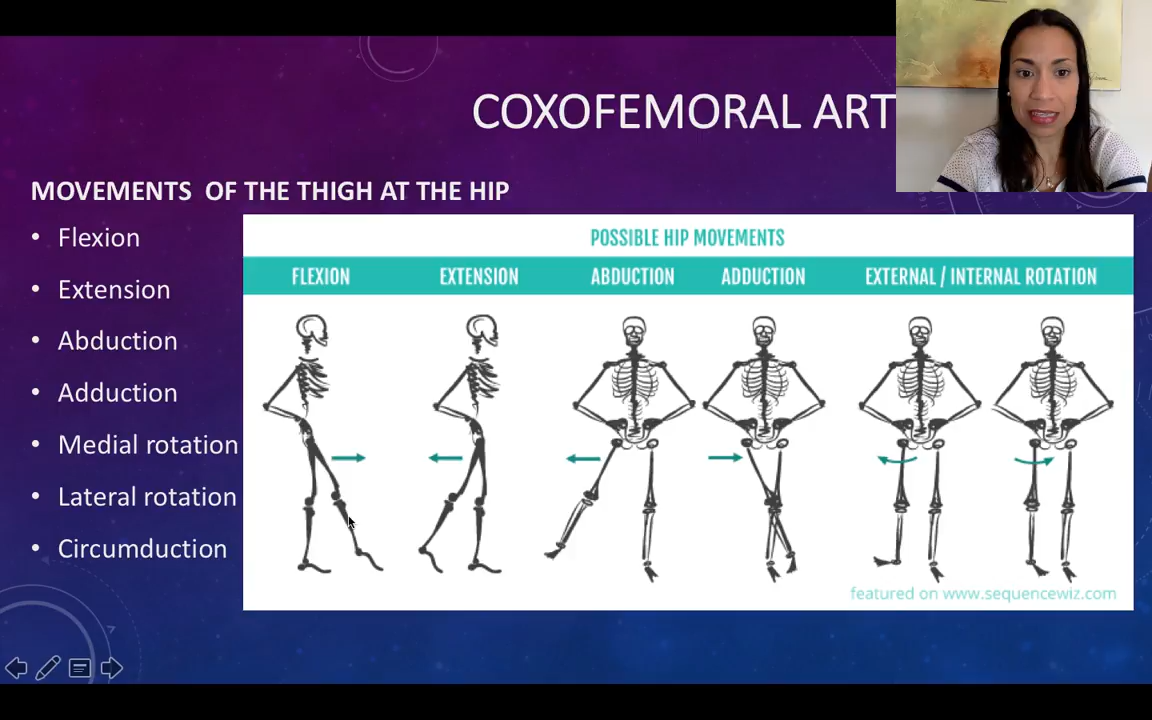 COXOFEMORAL ART
MOVEMENTS OF THE THIGH AT THE HIP
• Flexion
• Extension
• Abduction
• Adduction
• Medial rotation
• Lateral rotation
• Circumduction
POSSIBLE HIP MOVEMENTS
FLEXION EXTENSION ABDUCTION ADDUCTION EXTERNAL / INTERNAL ROTATION
featured on www.sequencewiz.com